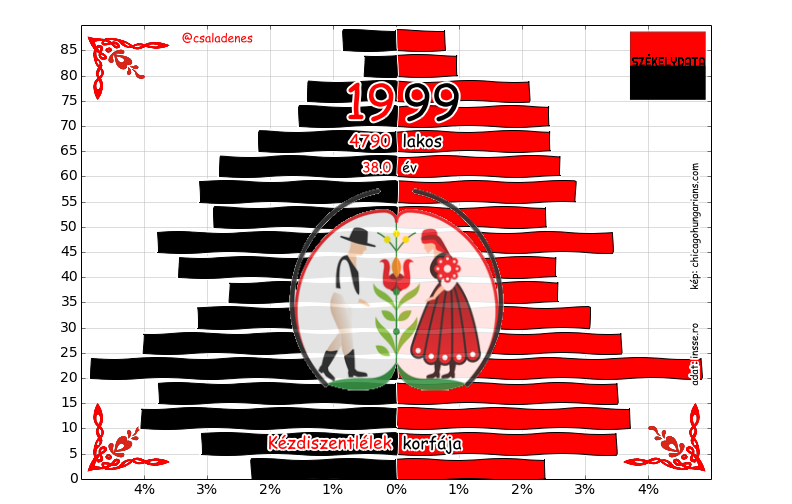 @csaladenes
SZÉKELYDATA
1999
4790 lakos
38.0 év
kép: chicagohungarians.com
adat: insse.ro
Kézdiszentlélek korfája
85
80
75
70
65
60
55
50
45
40
35
30
25
20
15
10
5
0
4% 3% 2% 1% 0% 1% 2% 3% 4%